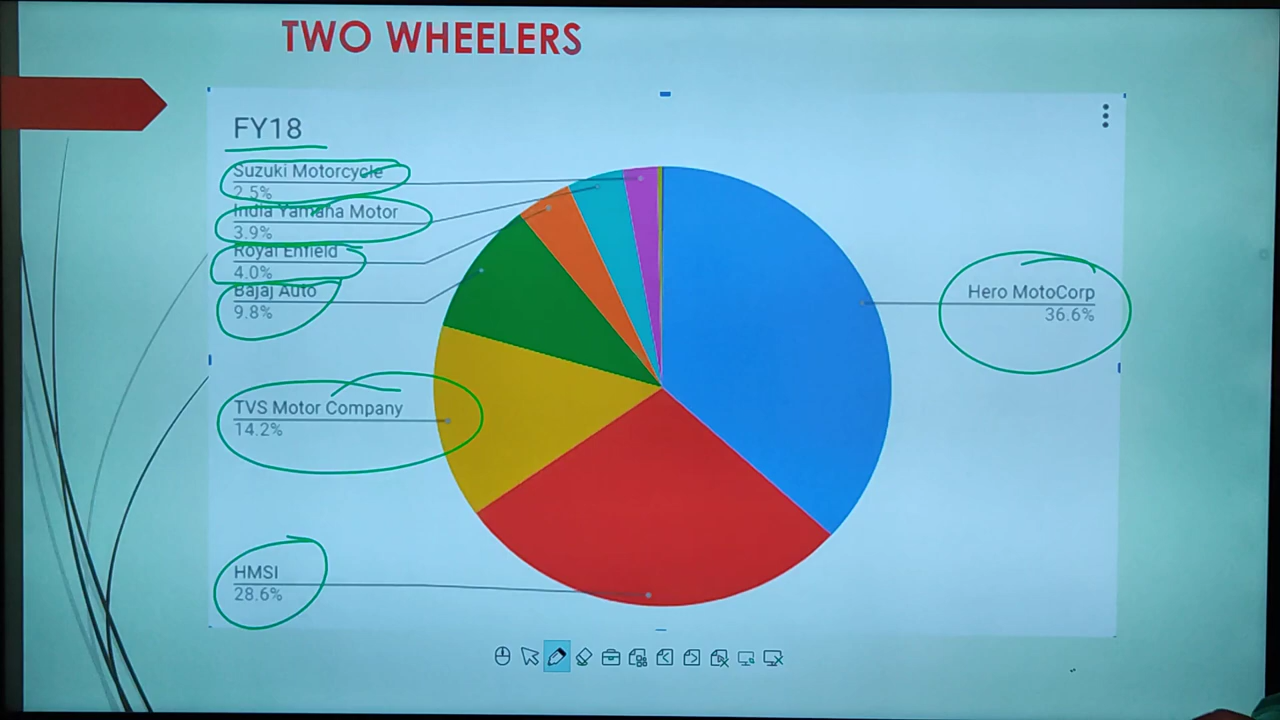 TWO WHEELERS
FY18
Suzuki Motorcycle
2.5%
India Yamaha Motor
3.9%
Royal Enfield
4.0%
Bajaj Auto
9.8%
TVS Motor Company
14.2%
HMSI
28.6%
Hero MotoCorp
36.6%